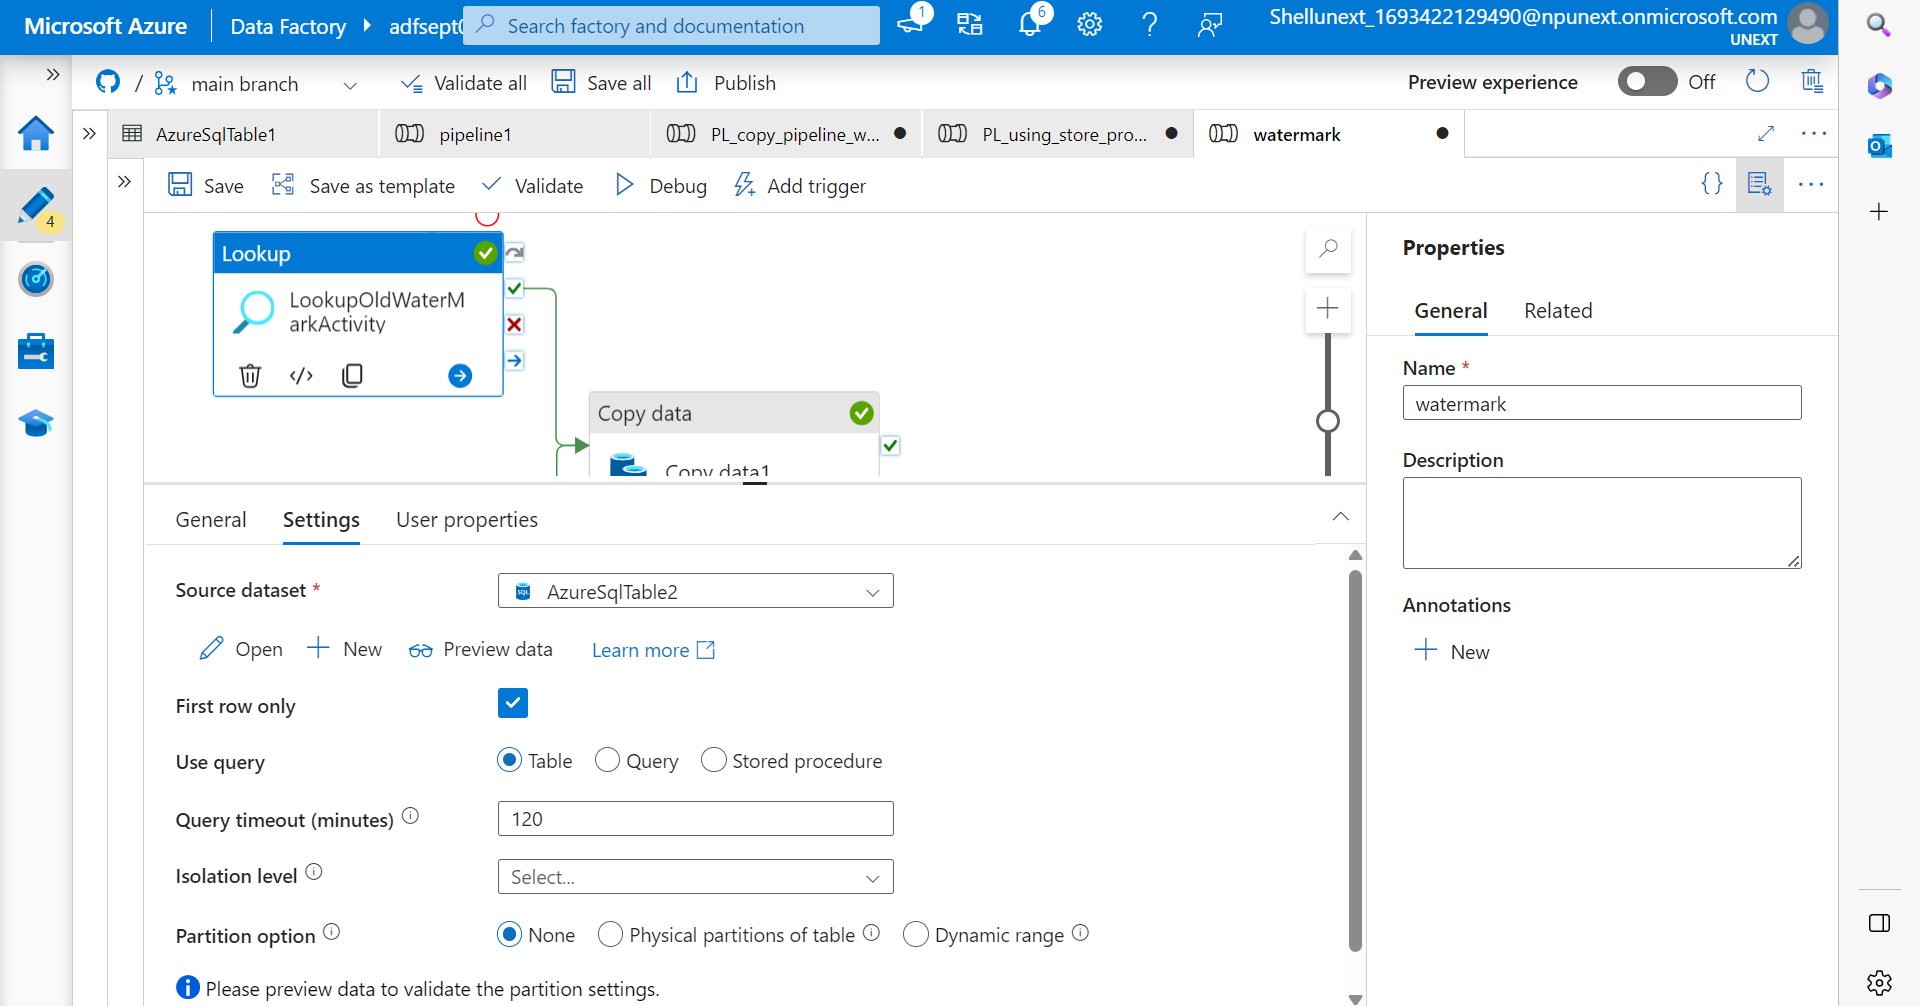 Microsoft Azure
Data Factory
adfsept0
Search factory and documentation
1
6
Shellunext_1693422129490@npunext.onmicrosoft.com
UNEXT
/ main branch
Validate all
Save all
Publish
Preview experience
Off
AzureSqlTable1
pipeline1
PL_copy_pipeline_w...
PL_using_store_pro...
watermark
Save
Save as template
Validate
Debug
Add trigger
{}
4
Lookup
LookupOldWaterM
arkActivity
Copy data
Copy data1
Properties
General
Related
Name *
watermark
Description
Annotations
New
General
Settings
User properties
Source dataset *
AzureSqlTable2
Open
New
Preview data
Learn more
First row only
Use query
Table
Query
Stored procedure
Query timeout (minutes)
120
Isolation level
Select...
Partition option
None
Physical partitions of table
Dynamic range
Please preview data to validate the partition settings.